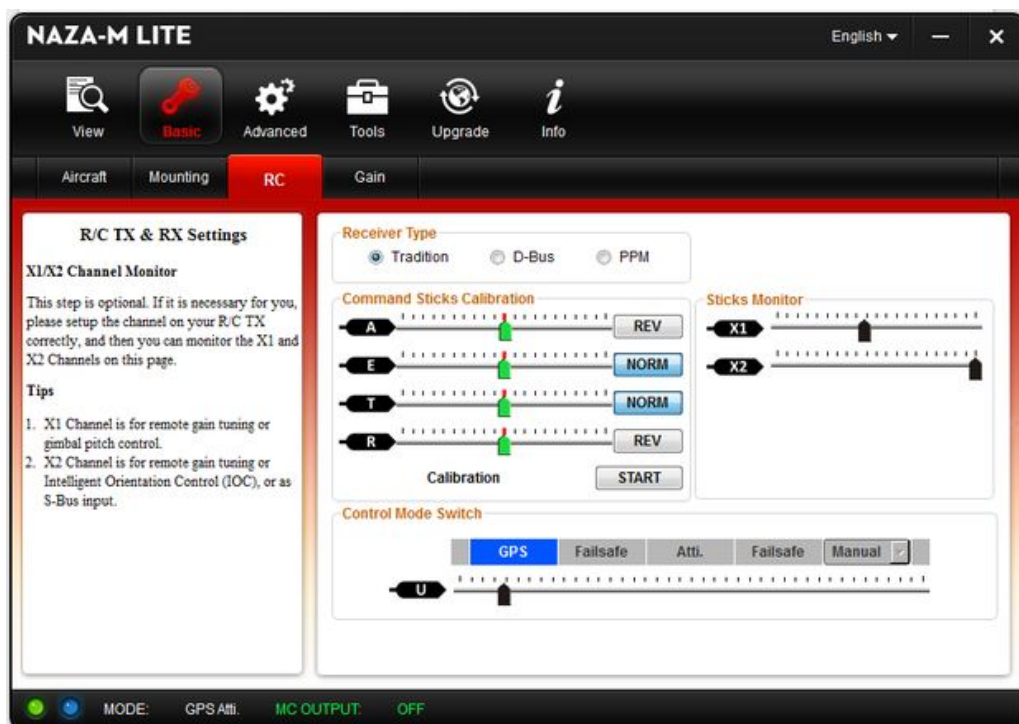 NAZA-M LITE
English
View Basic Advanced Tools Upgrade Info
Aircraft Mounting RC Gain
R/C TX & RX Settings
X1/X2 Channel Monitor
This step is optional. If it is necessary for you,
please setup the channel on your R/C TX
correctly, and then you can monitor the X1 and
X2 Channels on this page.
Tips
1. X1 Channel is for remote gain tuning or
gimbal pitch control.
2. X2 Channel is for remote gain tuning or
Intelligent Orientation Control (IOC), or as
S-Bus input.
Receiver Type
Tradition D-Bus PPM
Command Sticks Calibration
A REV
E NORM
T NORM
R REV
Calibration START
Sticks Monitor
X1
X2
Control Mode Switch
GPS Failsafe Atti. Failsafe Manual
U
MODE: GPS Atti. MC OUTPUT: OFF